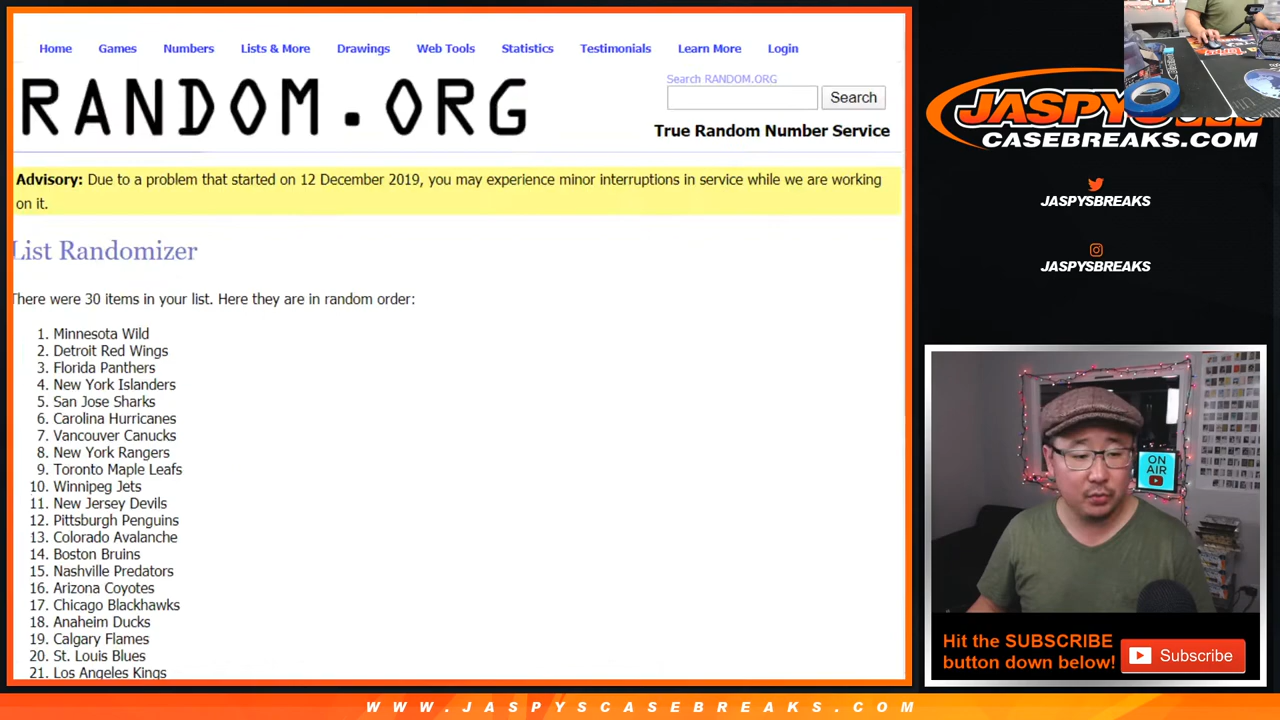 Home Games Numbers Lists & More Drawings Web Tools Statistics Testimonials Learn More Login
RANDOM.ORG
Search RANDOM.ORG
Search
True Random Number Service
Advisory: Due to a problem that started on 12 December 2019, you may experience minor interruptions in service while we are working
on it.
List Randomizer
There were 30 items in your list. Here they are in random order:
1. Minnesota Wild
2. Detroit Red Wings
3. Florida Panthers
4. New York Islanders
5. San Jose Sharks
6. Carolina Hurricanes
7. Vancouver Canucks
8. New York Rangers
9. Toronto Maple Leafs
10. Winnipeg Jets
11. New Jersey Devils
12. Pittsburgh Penguins
13. Colorado Avalanche
14. Boston Bruins
15. Nashville Predators
16. Arizona Coyotes
17. Chicago Blackhawks
18. Anaheim Ducks
19. Calgary Flames
20. St. Louis Blues
21. Los Angeles Kings
CASEBREAKS.COM
JASPYSBREAKS
JASPYSBREAKS
ON
AIR
Hit the SUBSCRIBE
button down below!
Subscribe
WWW.JASPYSCASEBREAKS.COM